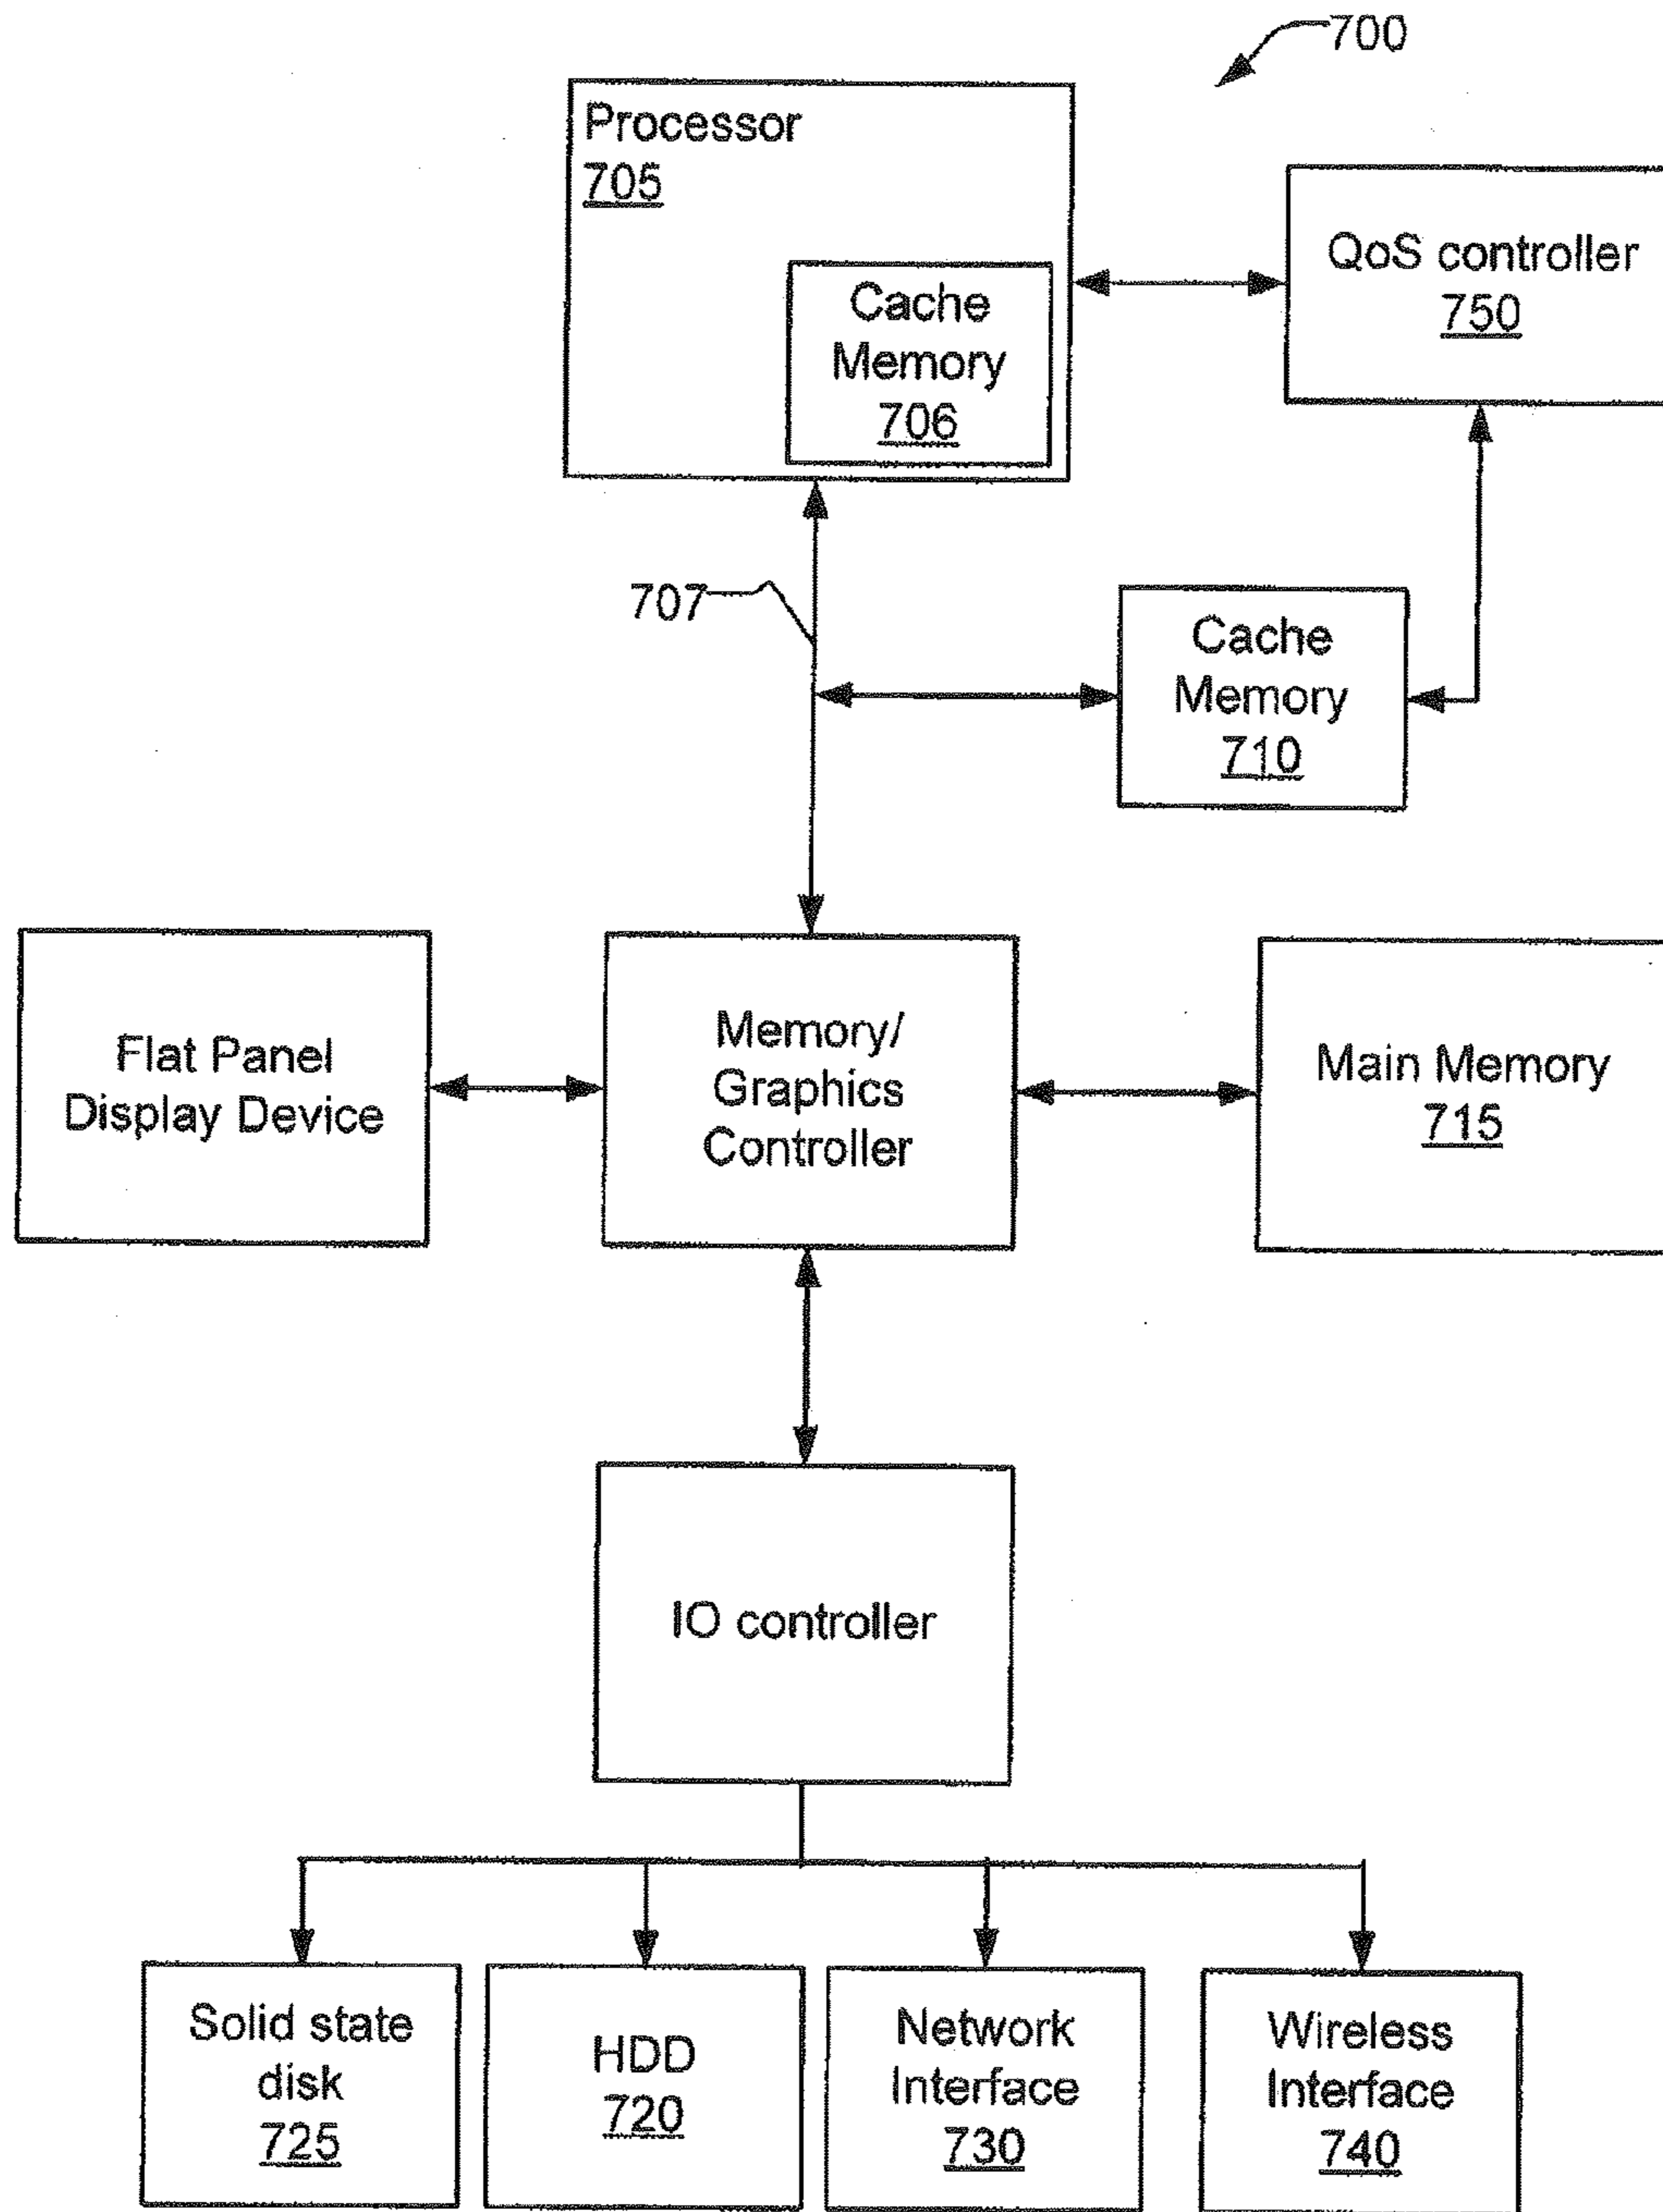 700
Processor
705
Cache
Memory
706
QoS controller
750
707
Cache
Memory
710
Flat Panel
Display Device
Memory/
Graphics
Controller
Main Memory
715
IO controller
Solid state
disk
725
HDD
720
Network
Interface
730
Wireless
Interface
740